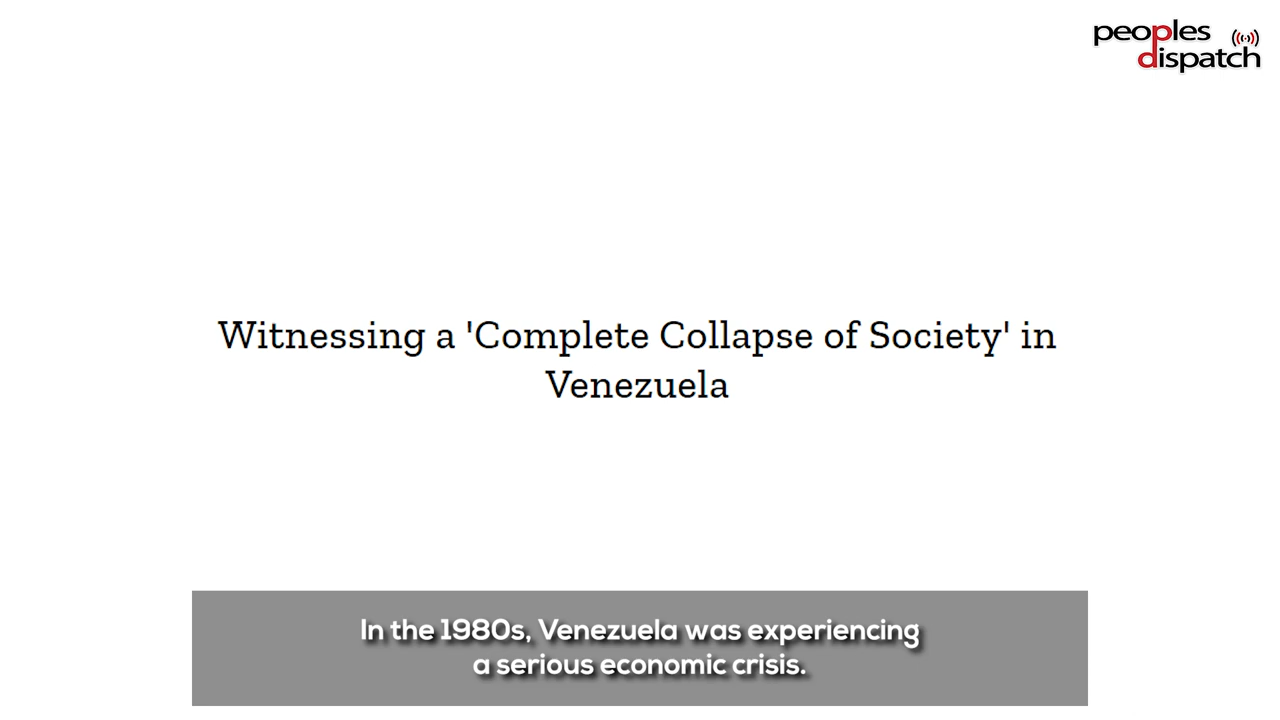 peoples
dispatch
Witnessing a 'Complete Collapse of Society' in
Venezuela
In the 1980s, Venezuela was experiencing
a serious economic crisis.